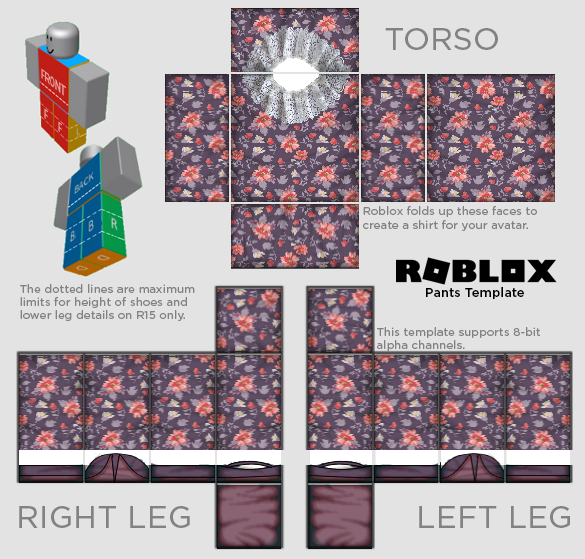 TORSO
FRONT
F F L
BACK
B B R
Roblox folds up these faces to
create a shirt for your avatar.
ROBLOX
Pants Template
The dotted lines are maximum
limits for height of shoes and
lower leg details on R15 only.
This template supports 8-bit
alpha channels.
RIGHT LEG
LEFT LEG